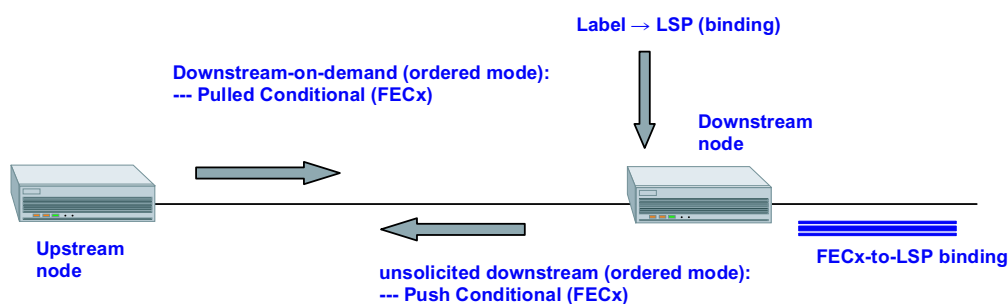 Label → LSP (binding)
Downstream-on-demand (ordered mode):
--- Pulled Conditional (FECx)
Downstream
node
Upstream
node
FECx-to-LSP binding
unsolicited downstream (ordered mode):
--- Push Conditional (FECx)